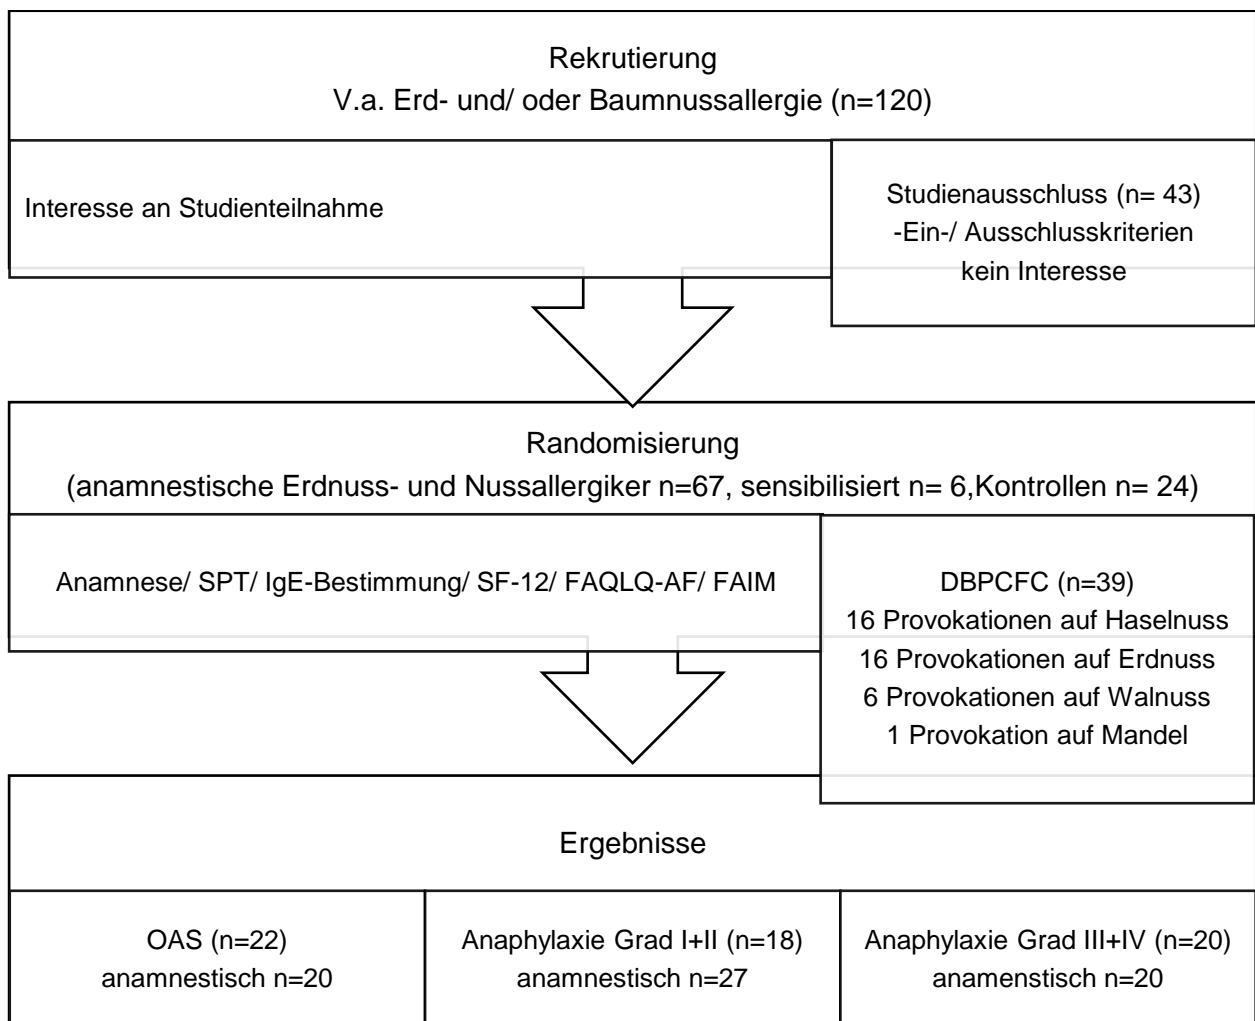 Rekrutierung
V.a. Erd- und/ oder Baumnussallergie (n=120)
Interesse an Studienteilnahme
Studienausschluss (n= 43)
-Ein-/ Ausschlusskriterien
kein Interesse
Randomisierung
(anamnestische Erdnuss- und Nussallergiker n=67, sensibilisiert n= 6,Kontrollen n= 24)
Anamnese/ SPT/ IgE-Bestimmung/ SF-12/ FAQLQ-AF/ FAIM
DBPCFC (n=39)
16 Provokationen auf Haselnuss
16 Provokationen auf Erdnuss
6 Provokationen auf Walnuss
1 Provokation auf Mandel
Ergebnisse
OAS (n=22)
anamnestisch n=20
Anaphylaxie Grad I+II (n=18)
anamnestisch n=27
Anaphylaxie Grad III+IV (n=20)
anamenstisch n=20